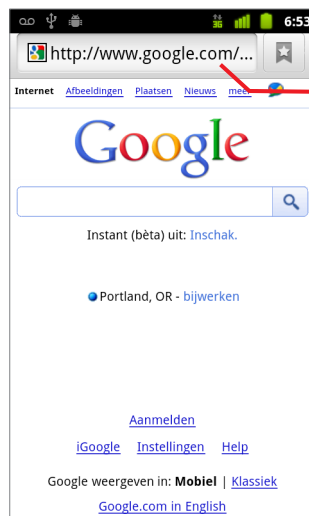 3G 6:53
http://www.google.com/...
Internet Afbeeldingen Plaatsen Nieuws meer
Google
Instant (bèta) uit: Inschak.
Portland, OR - bijwerken
Aanmelden
iGoogle Instellingen Help
Google weergeven in: Mobiel | Klassiek
Google.com in English